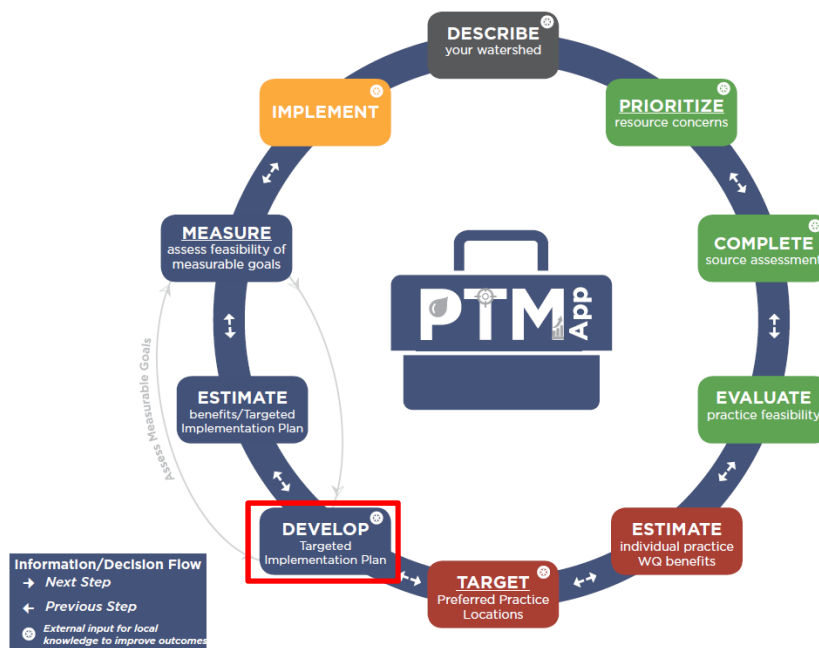 DESCRIBE
your watershed
IMPLEMENT
PRIORITIZE
resource concerns
MEASURE
assess feasibility of
measurable goals
COMPLETE
source assessment
PTM App
Assess Measurable Goals
ESTIMATE
benefits/Targeted
Implementation Plan
EVALUATE
practice feasibility
DEVELOP
Targeted
Implementation Plan
ESTIMATE
individual practice
WQ benefits
TARGET
Preferred Practice
Locations
Information/Decision Flow
Next Step
Previous Step
External input for local
knowledge to improve outcomes